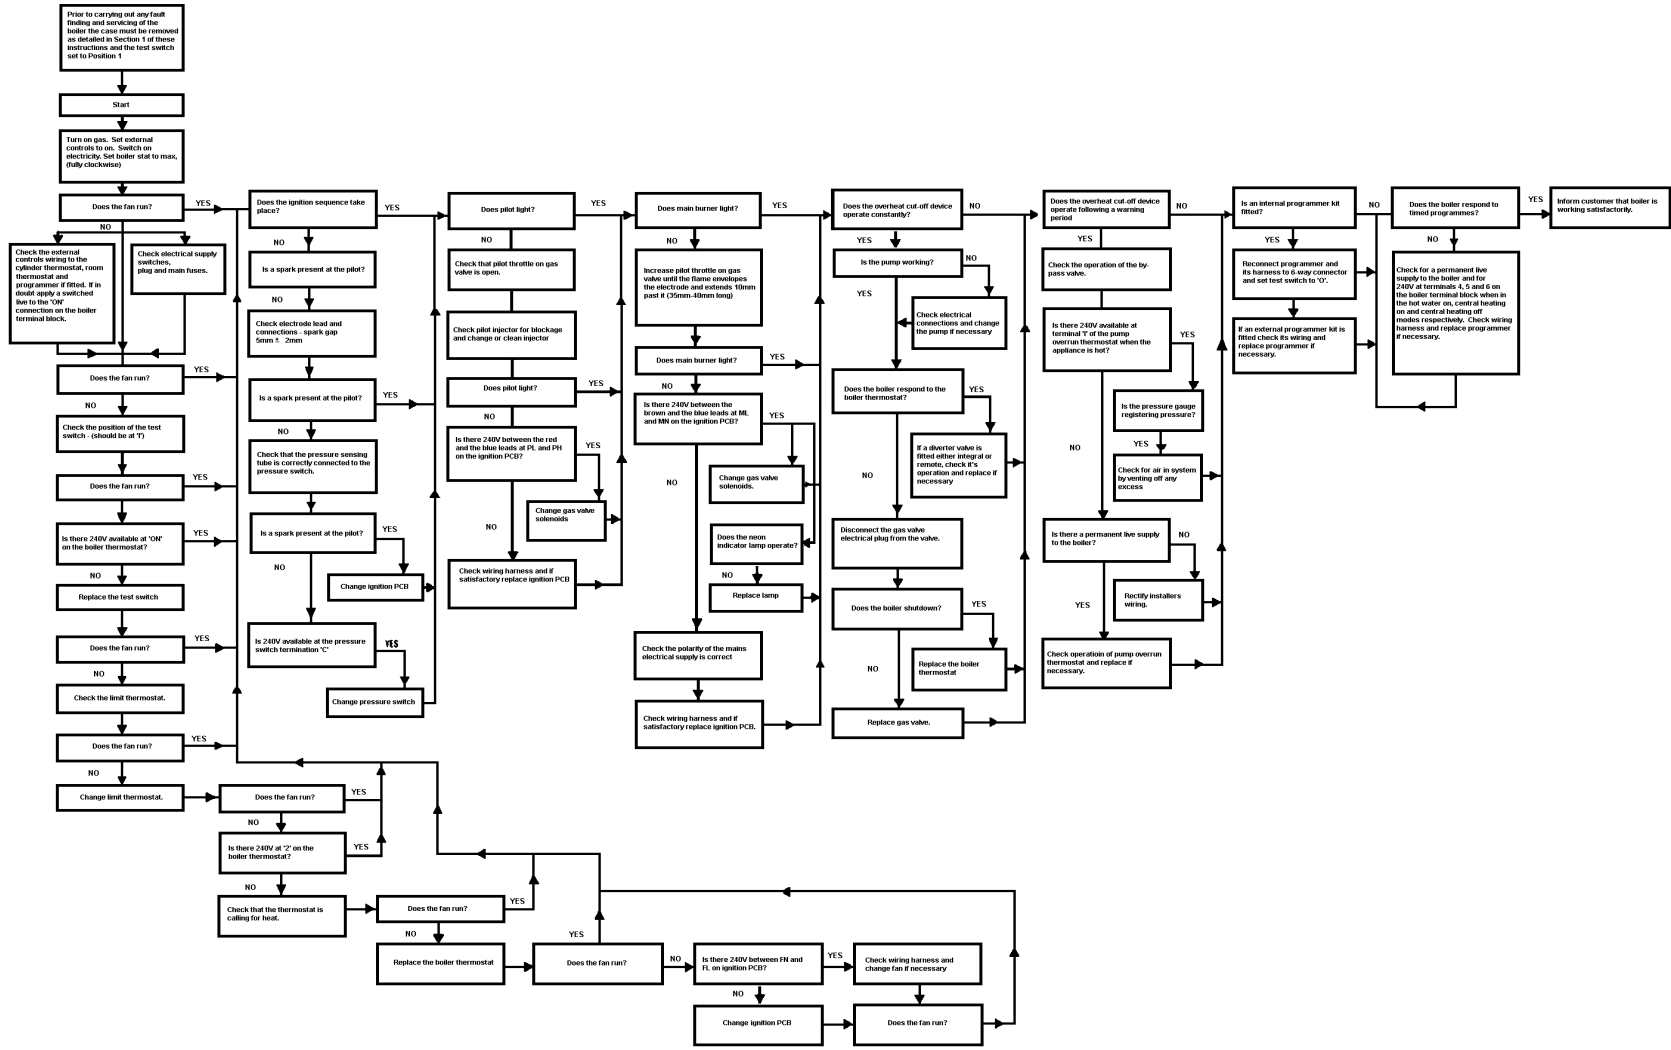 Prior to carrying out any fault
finding and servicing of the
boiler the case must be removed
as detailed in Section 1 of these
instructions and the test switch
set to Position 1
Start
Turn on gas. Set external
controls to on. Switch on
electricity. Set boiler stat to max,
(fully clockwise)
Does the fan run?
YES
NO
Check the external
controls wiring to the
cylinder thermostat, room
thermostat and
programmer if fitted. If in
doubt apply a switched
live to the 'ON'
connection on the boiler
terminal block.
Check electrical supply
switches,
plug and main fuses.
Does the fan run?
YES
NO
Check the position of the test
switch - (should be at 'I')
Does the fan run?
YES
Is there 240V available at 'ON'
on the boiler thermostat?
YES
NO
Replace the test switch
Does the fan run?
YES
NO
Check the limit thermostat.
Does the fan run?
YES
NO
Change limit thermostat.
Does the fan run?
YES
NO
Is there 240V at '2' on the
boiler thermostat?
YES
NO
Check that the thermostat is
calling for heat.
Does the fan run?
YES
NO
Replace the boiler thermostat
Does the fan run?
YES
NO
Is there 240V between FN and
FL on ignition PCB?
YES
NO
Check wiring harness and
change fan if necessary
Change ignition PCB
Does the fan run?
Does the ignition sequence take
place?
YES
NO
Is a spark present at the pilot?
NO
Check electrode lead and
connections - spark gap
5mm ± 2mm
Is a spark present at the pilot?
YES
NO
Check that the pressure sensing
tube is correctly connected to the
pressure switch.
Is a spark present at the pilot?
YES
NO
Change ignition PCB
Is 240V available at the pressure
switch termination 'C'
YES
Change pressure switch
Does pilot light?
YES
NO
Check that pilot throttle on gas
valve is open.
Check pilot injector for blockage
and change or clean injector
Does pilot light?
YES
NO
Is there 240V between the red
and the blue leads at PL and PH
on the ignition PCB?
YES
NO
Change gas valve
solenoids
Check wiring harness and if
satisfactory replace ignition PCB
Does main burner light?
YES
NO
Increase pilot throttle on gas
valve until the flame envelopes
the electrode and extends 10mm
past it (35mm-40mm long)
Does main burner light?
YES
NO
Is there 240V between the
brown and the blue leads at ML
and MN on the ignition PCB?
YES
NO
Change gas valve
solenoids.
Does the neon
indicator lamp operate?
NO
Replace lamp
Check the polarity of the mains
electrical supply is correct
Check wiring harness and if
satisfactory replace ignition PCB.
Does the overheat cut-off device
operate constantly?
NO
YES
Is the pump working?
NO
YES
Check electrical
connections and change
the pump if necessary
Does the boiler respond to the
boiler thermostat?
YES
NO
If a diverter valve is
fitted either integral or
remote, check it's
operation and replace if
necessary
Disconnect the gas valve
electrical plug from the valve.
Does the boiler shutdown?
YES
NO
Replace the boiler
thermostat
Replace gas valve.
Does the overheat cut-off device
operate following a warning
period
NO
YES
Check the operation of the by-
pass valve.
Is there 240V available at
terminal 'I' of the pump
overrun thermostat when the
appliance is hot?
YES
NO
Is the pressure gauge
registering pressure?
YES
Check for air in system
by venting off any
excess
Is there a permanent live supply
to the boiler?
NO
YES
Rectify installers
wiring.
Check operatioin of pump overrun
thermostat and replace if
necessary.
Is an internal programmer kit
fitted?
NO
YES
Reconnect programmer and
its harness to 6-way connector
and set test switch to 'O'.
If an external programmer kit is
fitted check its wiring and
replace programmer if
necessary.
Does the boiler respond to
timed programmes?
YES
NO
Check for a permanent live
supply to the boiler and for
240V at terminals 4, 5 and 6 on
the boiler terminal block when in
the hot water on, central heating
on and central heating off
modes respectively. Check wiring
harness and replace programmer
if necessary.
Inform customer that boiler is
working satisfactorily.